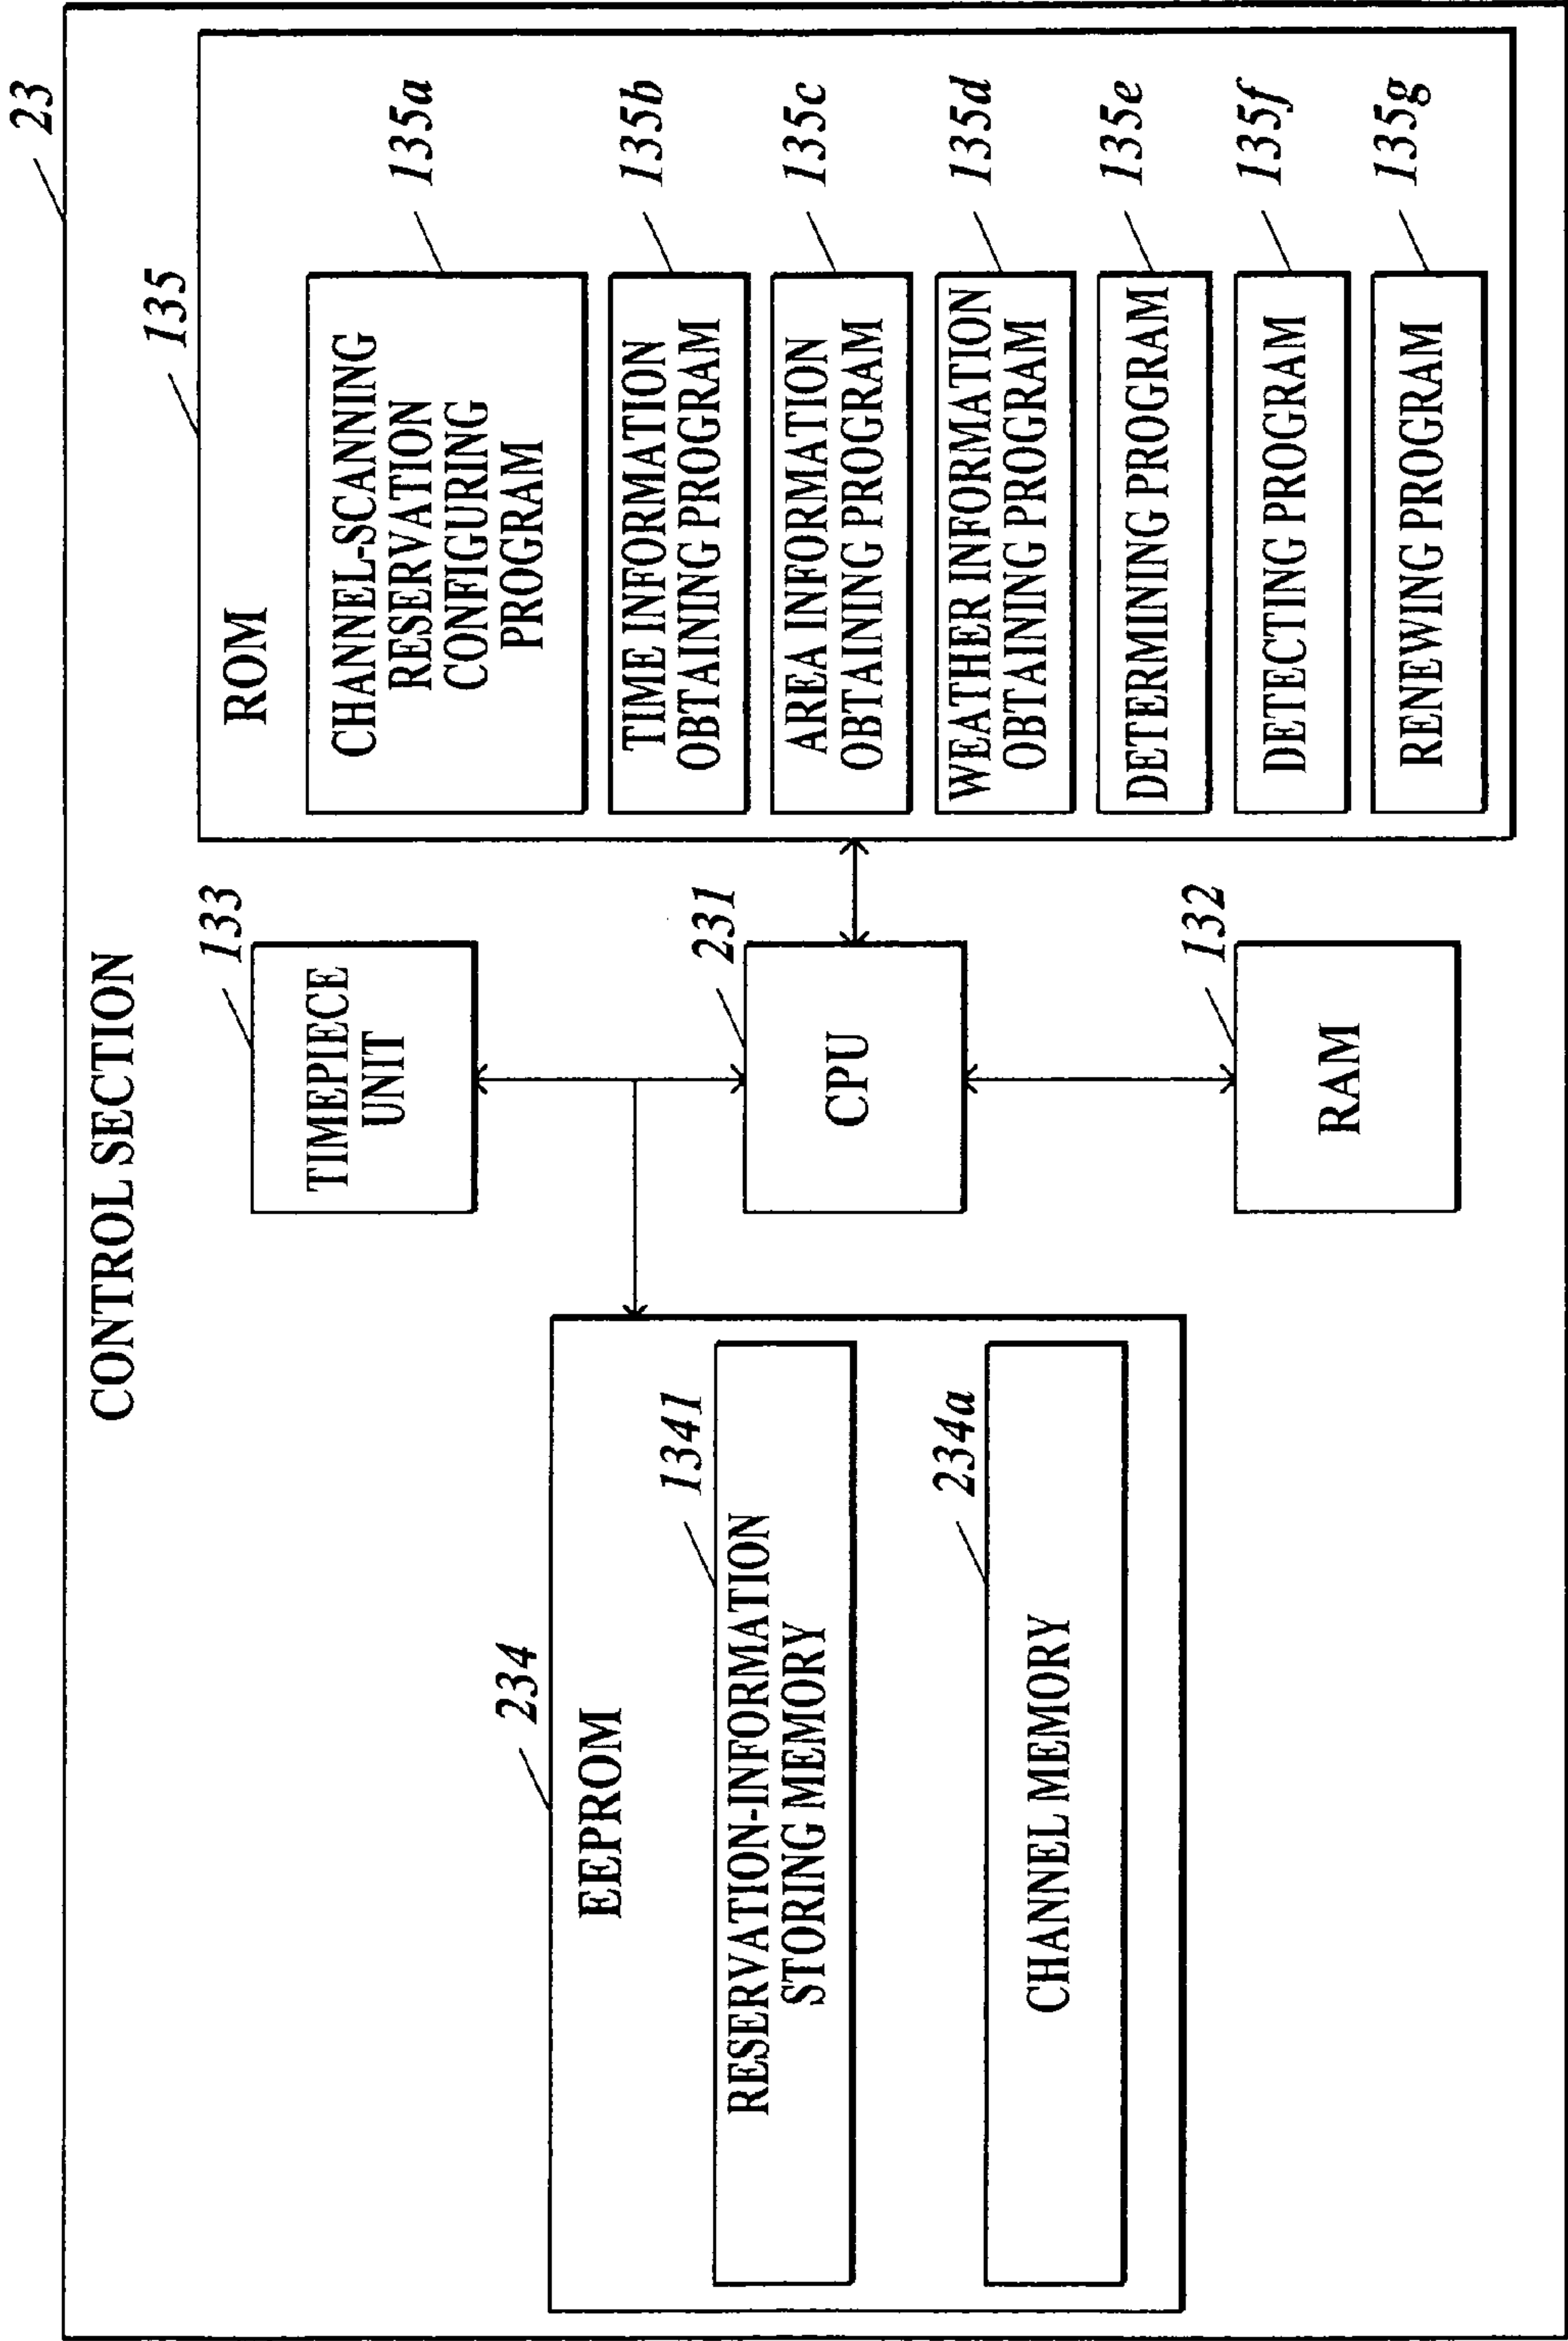 23
CONTROL SECTION
135
ROM
CHANNEL-SCANNING
RESERVATION
CONFIGURING
PROGRAM
135a
TIME INFORMATION
OBTAINING PROGRAM
135b
AREA INFORMATION
OBTAINING PROGRAM
135c
WEATHER INFORMATION
OBTAINING PROGRAM
135d
DETERMINING PROGRAM
135e
DETECTING PROGRAM
135f
RENEWING PROGRAM
135g
133
TIMEPIECE
UNIT
231
CPU
132
RAM
234
EEPROM
1341
RESERVATION-INFORMATION
STORING MEMORY
234a
CHANNEL MEMORY